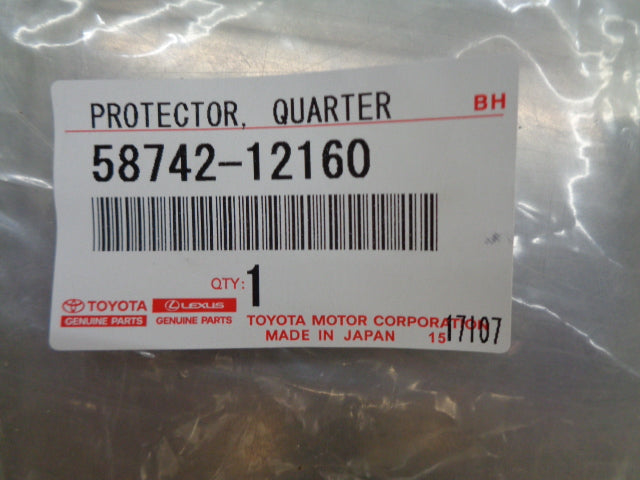 PROTECTOR, QUARTER BH
58742-12160
QTY: 1
TOYOTA LEXUS
GENUINE PARTS GENUINE PARTS TOYOTA MOTOR CORPORATION
MADE IN JAPAN 15 17107